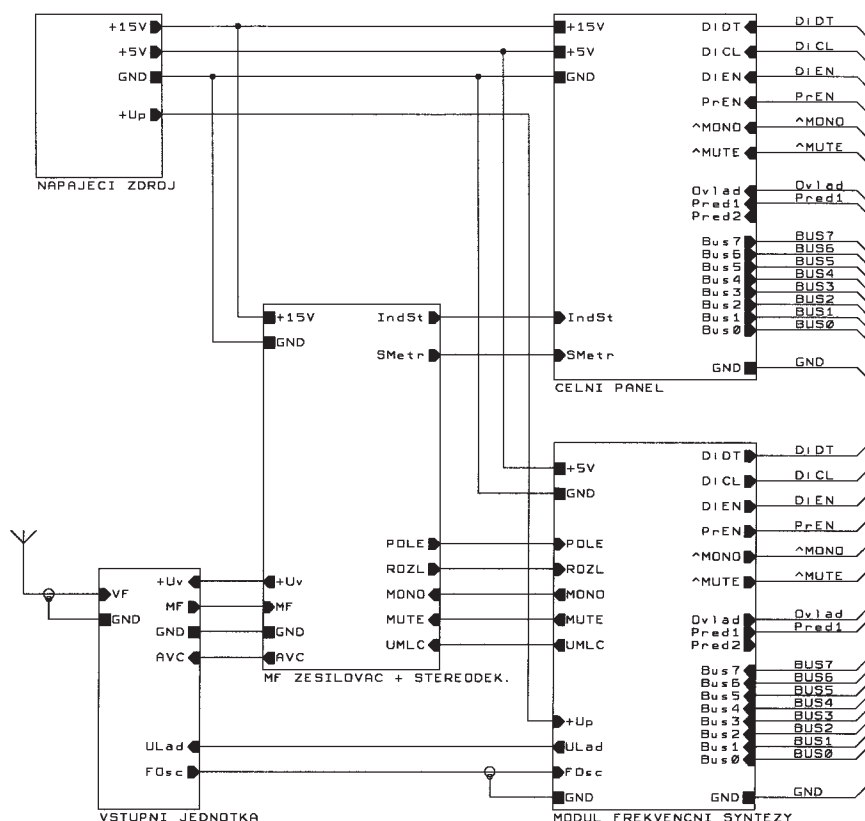 +15V
+5V
GND
+Up
NAPAJECI ZDROJ
+15V
+5V
GND
IndSt
SMetr
DIDT
DICL
DIEN
PrEN
^MONO
^MUTE
Ovlad
Pred1
Pred2
Bus7
Bus6
Bus5
Bus4
Bus3
Bus2
Bus1
Bus0
GND
CELNI PANEL
DIDT
DICL
DIEN
PrEN
^MONO
^MUTE
Ovlad
Pred1
BUS7
BUS6
BUS5
BUS4
BUS3
BUS2
BUS1
BUS0
GND
+15V
GND
IndSt
SMetr
POLE
ROZL
MONO
MUTE
UMLC
+Uv
MF
GND
AVC
MF ZESILOVAC + STEREODEK.
VF
GND
+Uv
MF
GND
AVC
ULad
FOsc
VSTUPNI JEDNOTKA
+5V
GND
POLE
ROZL
MONO
MUTE
UMLC
+Up
ULad
FOsc
GND
DIDT
DICL
DIEN
PrEN
^MONO
^MUTE
Ovlad
Pred1
Pred2
Bus7
Bus6
Bus5
Bus4
Bus3
Bus2
Bus1
Bus0
GND
MODUL FREKVENCNI SYNTEZY
DIDT
DICL
DIEN
PrEN
^MONO
^MUTE
Ovlad
Pred1
BUS7
BUS6
BUS5
BUS4
BUS3
BUS2
BUS1
BUS0
GND